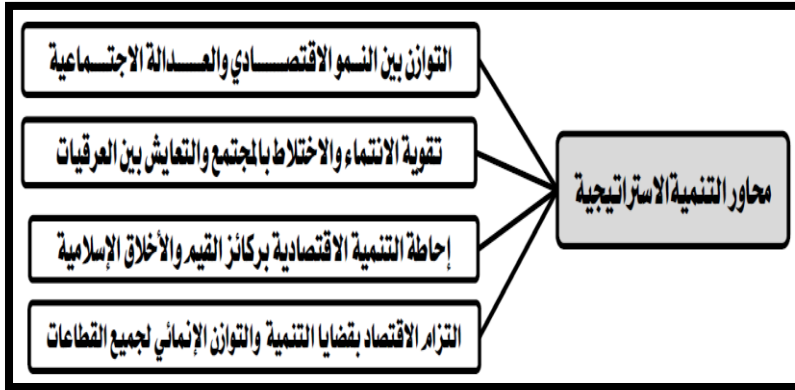 محاور التنمية الاستراتيجية
التوازن بين النمو الاقتصادي والعدالة الاجتماعية
تقوية الانتماء والاختلاط بالمجتمع والتعايش بين العرقيات
إحاطة التنمية الاقتصادية بركائز القيم والأخلاق الإسلامية
التزام الاقتصاد بقضايا التنمية والتوازن الإنمائي لجميع القطاعات